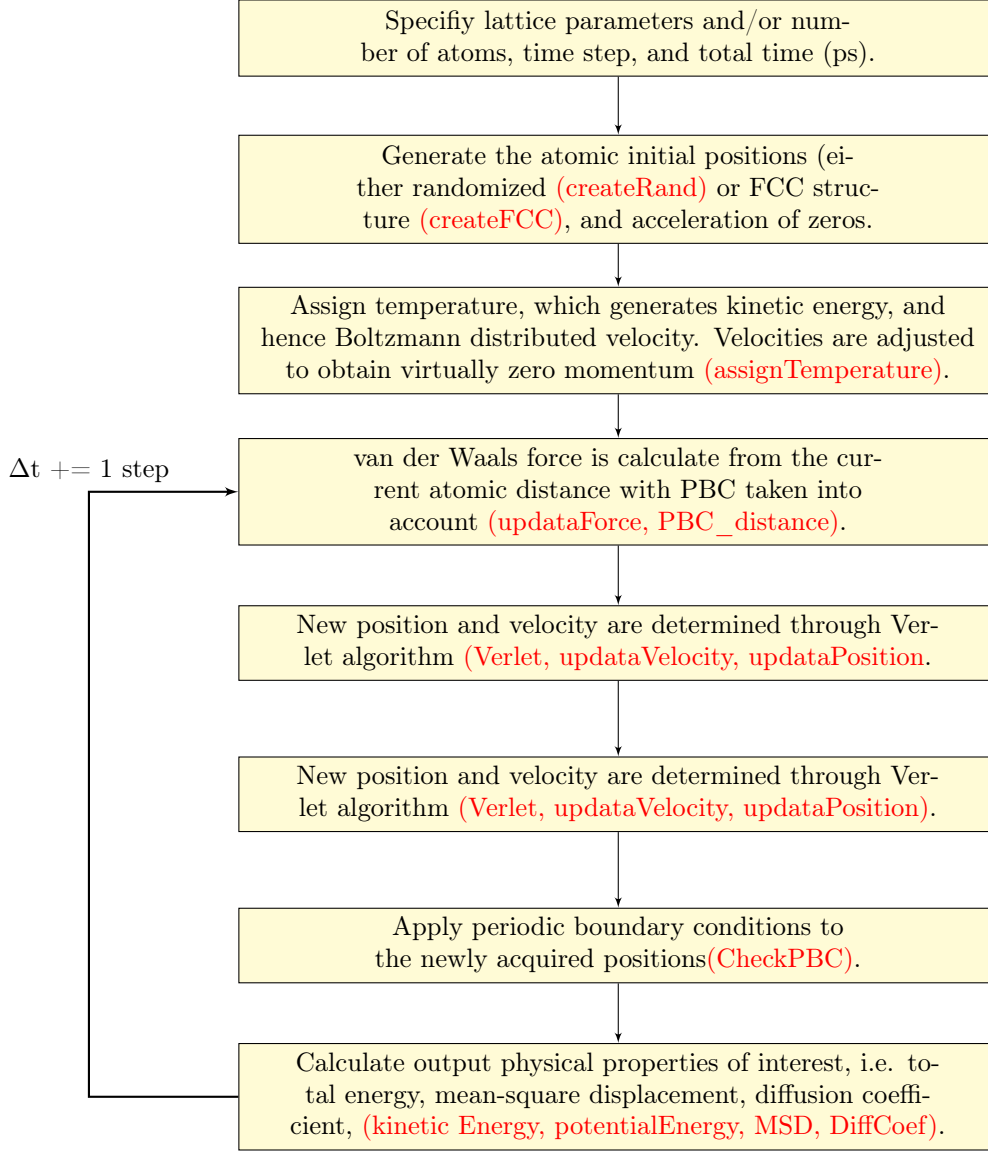 Specifiy lattice parameters and/or num-
ber of atoms, time step, and total time (ps).
Generate the atomic initial positions (ei-
ther randomized (createRand) or FCC struc-
ture (createFCC), and acceleration of zeros.
Assign temperature, which generates kinetic energy, and
hence Boltzmann distributed velocity. Velocities are adjusted
to obtain virtually zero momentum (assignTemperature).
Δt += 1 step
van der Waals force is calculate from the cur-
rent atomic distance with PBC taken into
account (updataForce, PBC_distance).
New position and velocity are determined through Ver-
let algorithm (Verlet, updataVelocity, updataPosition.
New position and velocity are determined through Ver-
let algorithm (Verlet, updataVelocity, updataPosition).
Apply periodic boundary conditions to
the newly acquired positions(CheckPBC).
Calculate output physical properties of interest, i.e. to-
tal energy, mean-square displacement, diffusion coeffi-
cient, (kinetic Energy, potentialEnergy, MSD, DiffCoef).